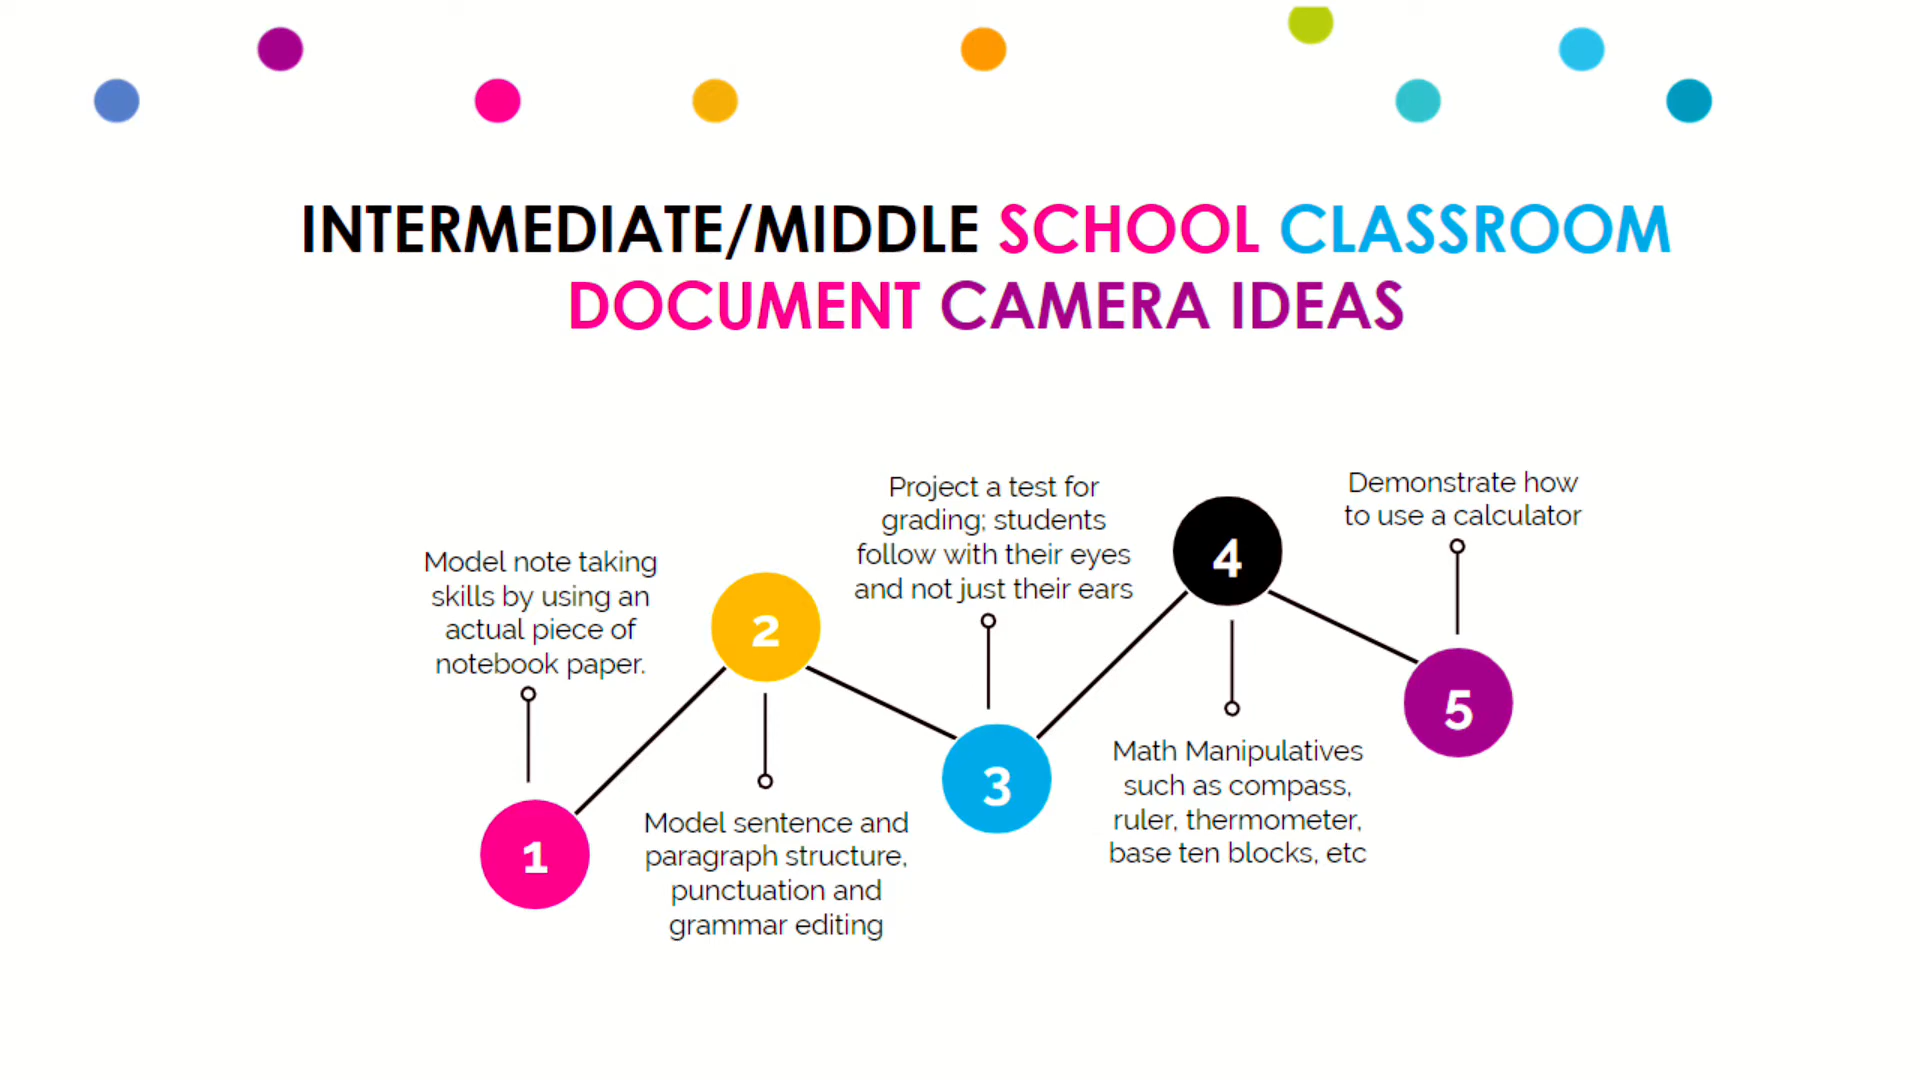 INTERMEDIATE/MIDDLE SCHOOL CLASSROOM
DOCUMENT CAMERA IDEAS
Model note taking
skills by using an
actual piece of
notebook paper.
1
2
Model sentence and
paragraph structure,
punctuation and
grammar editing
Project a test for
grading; students
follow with their eyes
and not just their ears
3
4
Math Manipulatives
such as compass,
ruler, thermometer,
base ten blocks, etc
Demonstrate how
to use a calculator
5